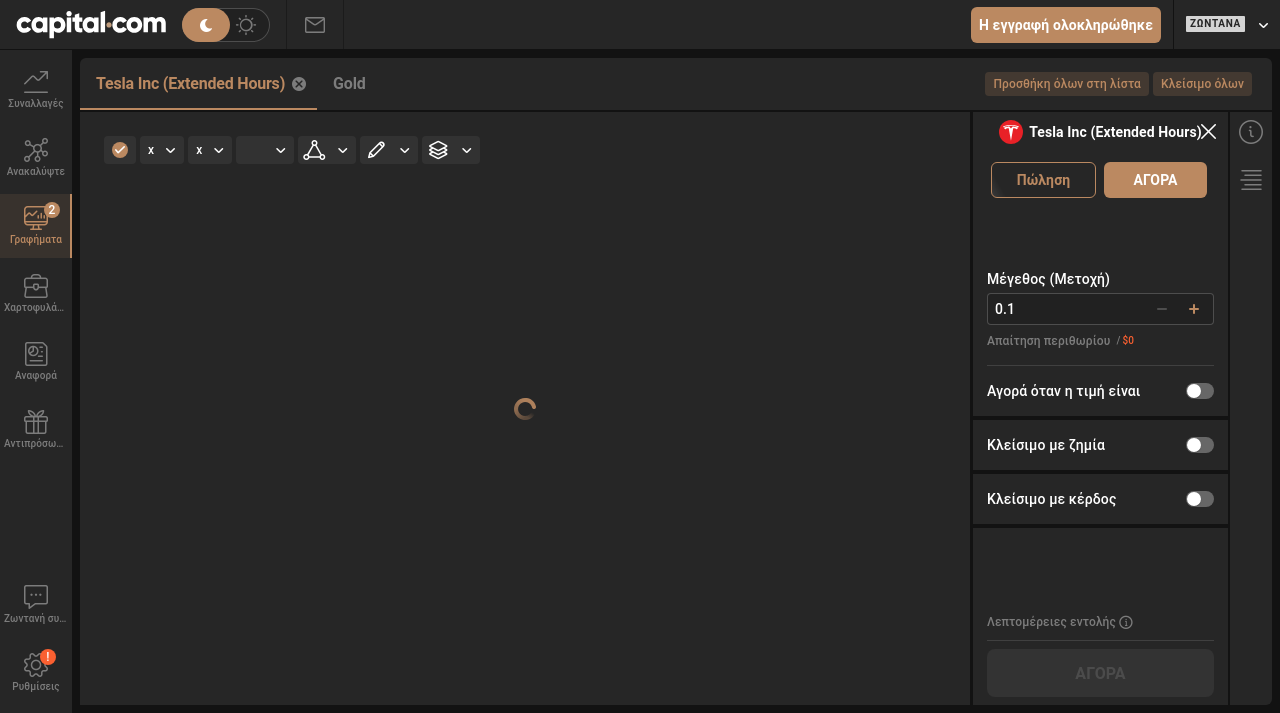 capital.com
Η εγγραφή ολοκληρώθηκε
ΖΩΝΤΑΝΑ
Συναλλαγές
Ανακαλύψτε
2
Γραφήματα
Χαρτοφυλά...
Αναφορά
Αντιπρόσω...
Ζωντανή συ...
!
Ρυθμίσεις
Tesla Inc (Extended Hours)
Gold
Προσθήκη όλων στη λίστα
Κλείσιμο όλων
x
x
Tesla Inc (Extended Hours)
Πώληση
ΑΓΟΡΑ
Μέγεθος (Μετοχή)
0.1
Απαίτηση περιθωρίου / $0
Αγορά όταν η τιμή είναι
Κλείσιμο με ζημία
Κλείσιμο με κέρδος
Λεπτομέρειες εντολής
ΑΓΟΡΑ